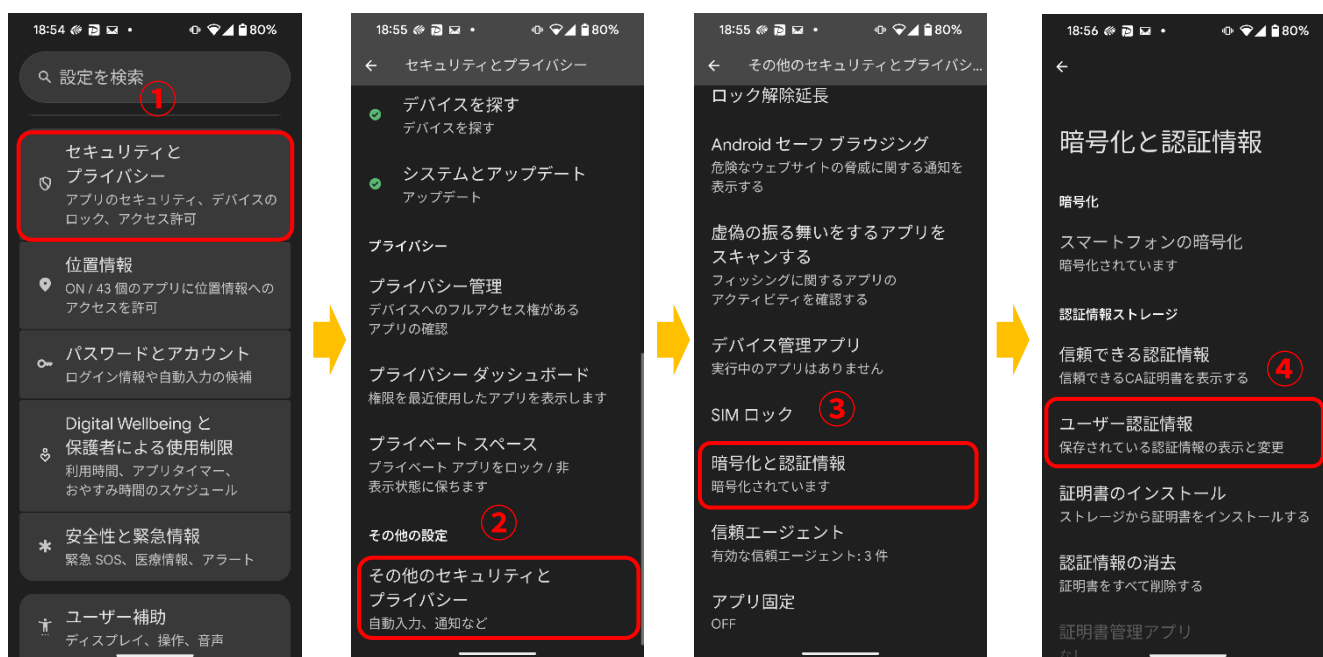 18:54 80%
設定を検索
①
セキュリティと
プライバシー
アプリのセキュリティ、デバイスの
ロック、アクセス許可
位置情報
ON / 43 個のアプリに位置情報への
アクセスを許可
パスワードとアカウント
ログイン情報や自動入力の候補
Digital Wellbeing と
保護者による使用制限
利用時間、アプリタイマー、
おやすみ時間のスケジュール
安全性と緊急情報
緊急 SOS、医療情報、アラート
ユーザー補助
ディスプレイ、操作、音声
18:55 80%
セキュリティとプライバシー
デバイスを探す
デバイスを探す
システムとアップデート
アップデート
プライバシー
プライバシー管理
デバイスへのフルアクセス権がある
アプリの確認
プライバシー ダッシュボード
権限を最近使用したアプリを表示します
プライベート スペース
プライベート アプリをロック / 非
表示状態に保ちます
②
その他の設定
その他のセキュリティと
プライバシー
自動入力、通知など
18:55 80%
その他のセキュリティとプライバシ...
ロック解除延長
Android セーフ ブラウジング
危険なウェブサイトの脅威に関する通知を
表示する
虚偽の振る舞いをするアプリを
スキャンする
フィッシングに関するアプリの
アクティビティを確認する
デバイス管理アプリ
実行中のアプリはありません
SIM ロック
③
暗号化と認証情報
暗号化されています
信頼エージェント
有効な信頼エージェント: 3 件
アプリ固定
OFF
18:56 80%
暗号化と認証情報
暗号化
スマートフォンの暗号化
暗号化されています
認証情報ストレージ
信頼できる認証情報
信頼できるCA証明書を表示する
④
ユーザー認証情報
保存されている認証情報の表示と変更
証明書のインストール
ストレージから証明書をインストールする
認証情報の消去
証明書をすべて削除する
証明書管理アプリ
なし